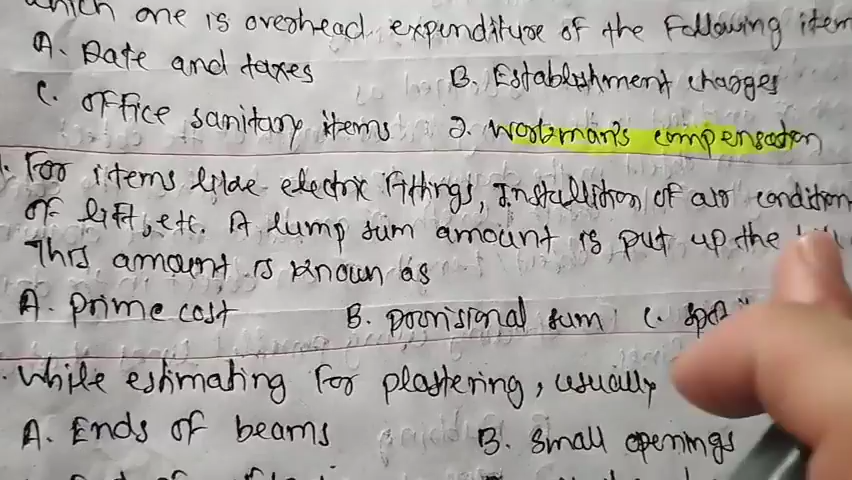 which one is overhead expenditure of the following item
A. Rate and taxes
B. Establishment charges
C. office sanitary items
D. workman's compensation
For items like electric fittings, Installition of air condition
of lift, etc. A lump sum amount is put up the
This amount is known as
A. prime cost
B. provisional sum
C.
while estimating for plastering, usually
A. Ends of beams
B. small openings